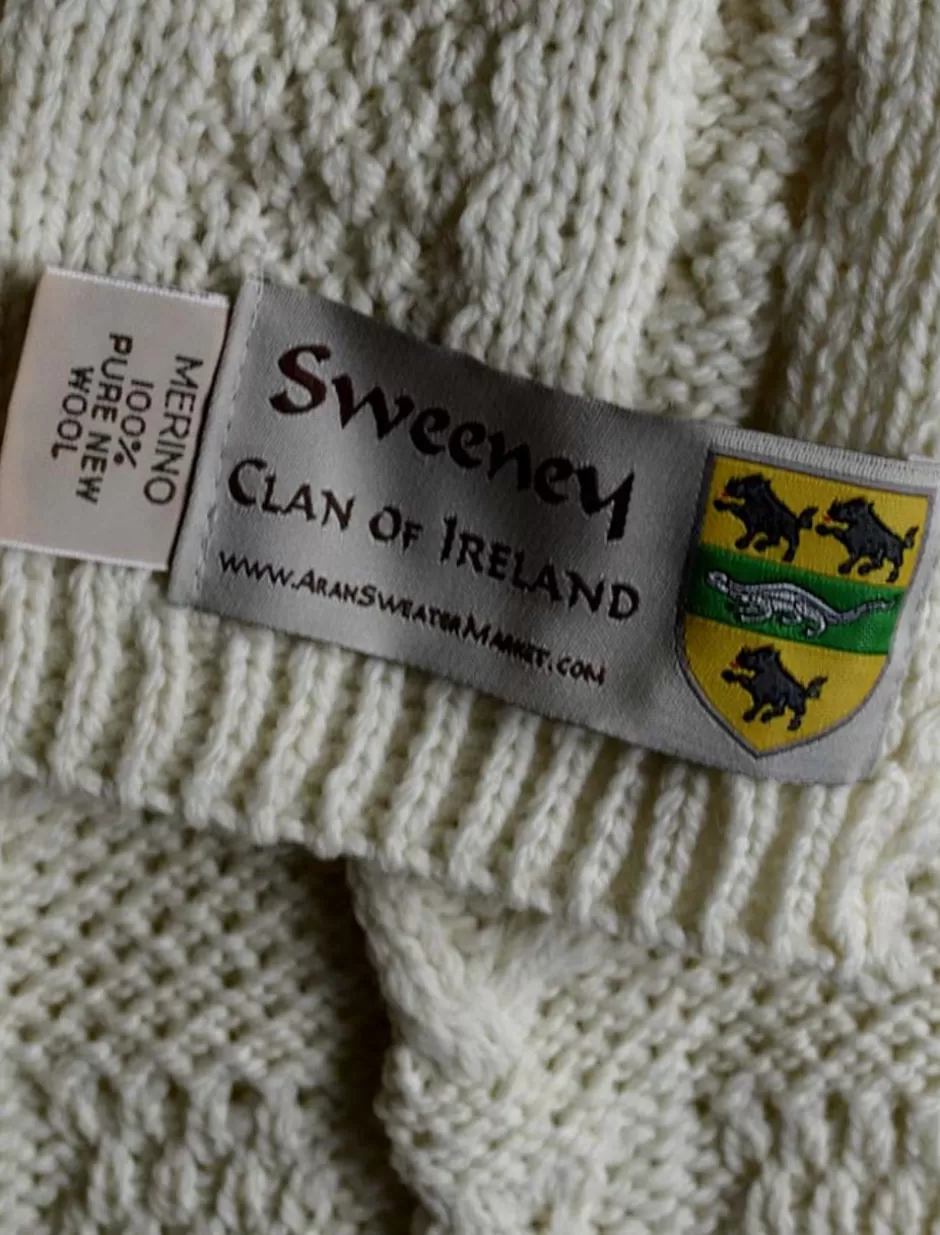 MERINO
100%
PURE NEW
WOOL
Sweeney
CLAN OF IRELAND
WWW.ARANSWEATERMARKET.COM